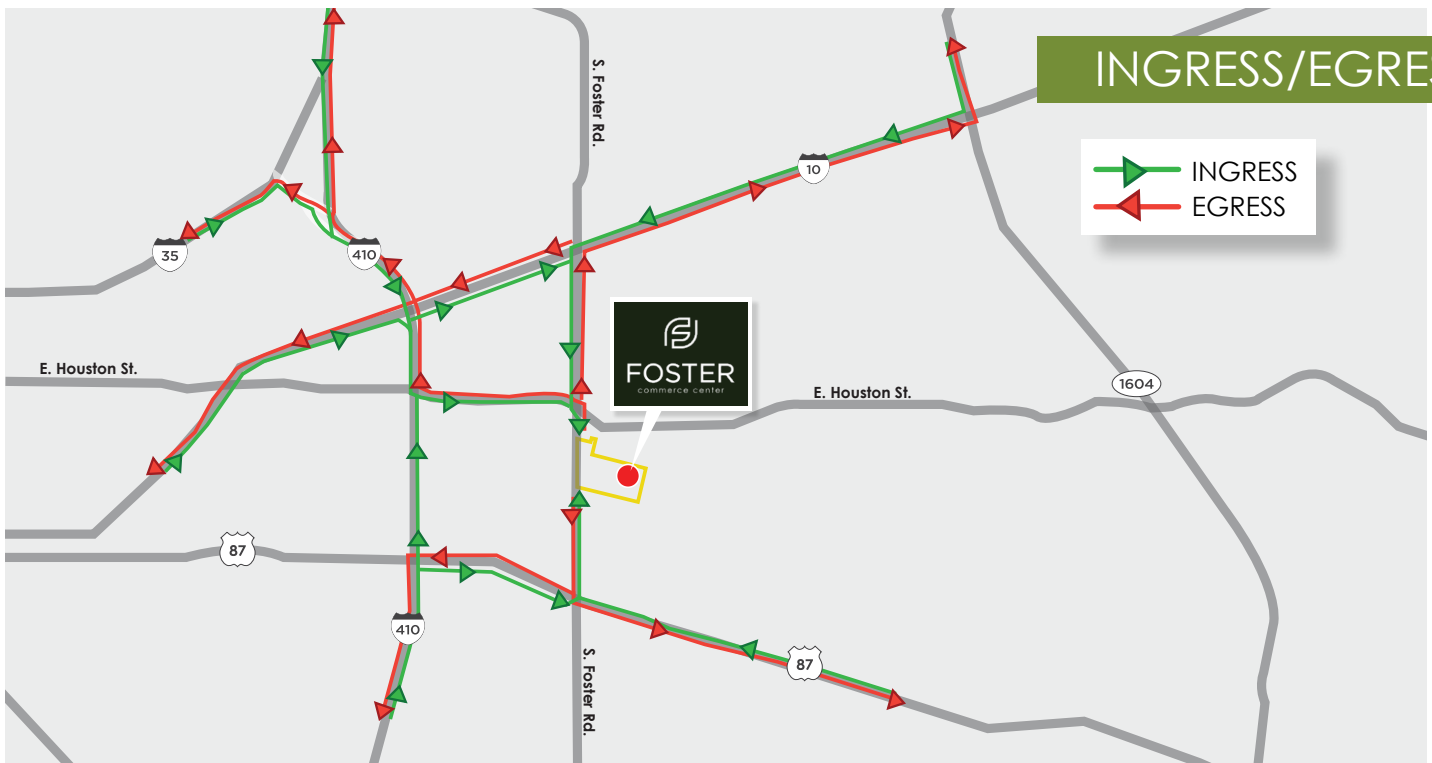 INGRESS/EGRES
INGRESS
EGRESS
S. Foster Rd.
10
35
410
FOSTER
commerce center
E. Houston St.
E. Houston St.
1604
87
410
S. Foster Rd.
87